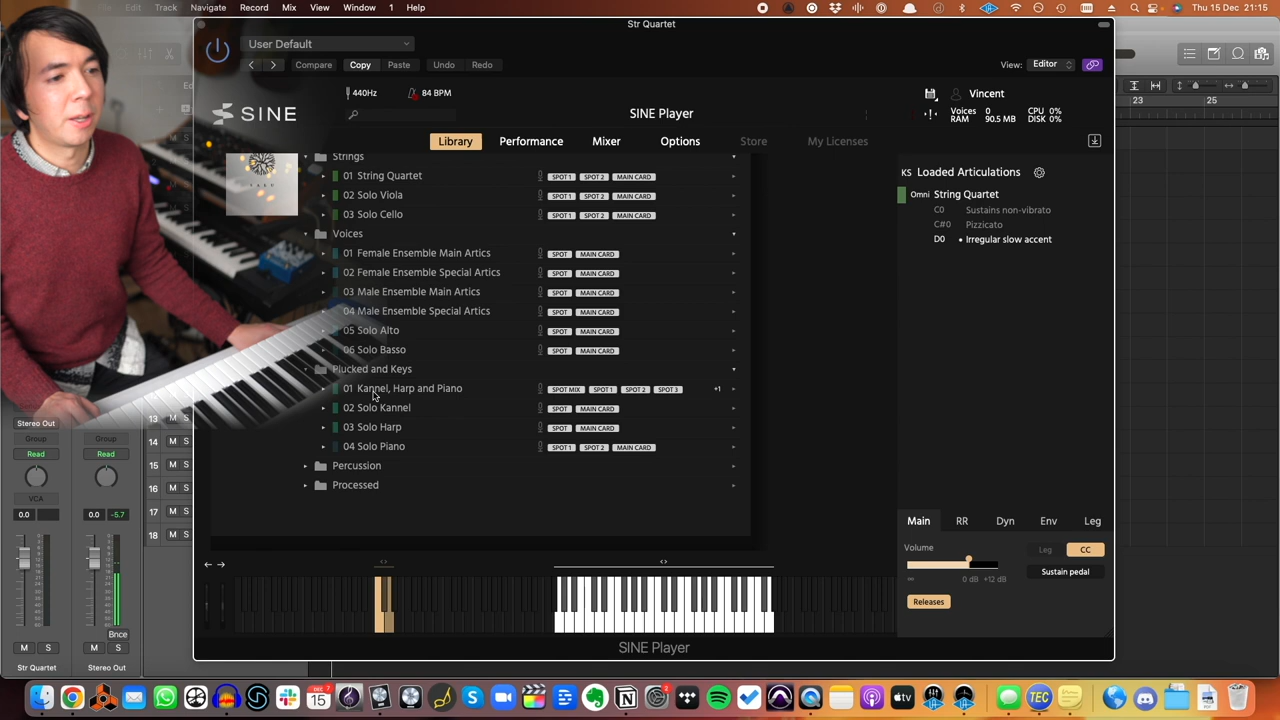 Edit Track Navigate Record Mix View Window 1 Help
Thu 15 Dec 21:15
Str Quartet
User Default
Compare Copy Paste Undo Redo
View: Editor
440Hz 84 BPM
SINE
SINE Player
Vincent
Voices 0 CPU 0%
RAM 90.5 MB DISK 0%
23 25
Library Performance Mixer Options Store My Licenses
Strings
01 String Quartet SPOT 1 SPOT 2 MAIN CARD
02 Solo Viola SPOT 1 SPOT 2 MAIN CARD
03 Solo Cello SPOT 1 SPOT 2 MAIN CARD
Voices
01 Female Ensemble Main Artics SPOT MAIN CARD
02 Female Ensemble Special Artics SPOT MAIN CARD
03 Male Ensemble Main Artics SPOT MAIN CARD
04 Male Ensemble Special Artics SPOT MAIN CARD
05 Solo Alto SPOT MAIN CARD
06 Solo Basso SPOT MAIN CARD
Plucked and Keys
01 Kannel, Harp and Piano SPOT MIX SPOT 1 SPOT 2 SPOT 3 +1
02 Solo Kannel SPOT MAIN CARD
03 Solo Harp SPOT MAIN CARD
04 Solo Piano SPOT 1 SPOT 2 MAIN CARD
Percussion
Processed
KS Loaded Articulations
Omni String Quartet
C0 Sustains non-vibrato
C#0 Pizzicato
D0 • Irregular slow accent
Main RR Dyn Env Leg
Volume
Leg CC
∞ 0 dB +12 dB
Sustain pedal
Releases
SINE Player
Stereo Out
Group Group
Read Read
VCA
0.0 0.0 -5.7
Bnce
M S M S
Str Quartet Stereo Out
13 M S
14 M S
15 M S
16 M S
17 M S
18 M S
DEC
15
TEC